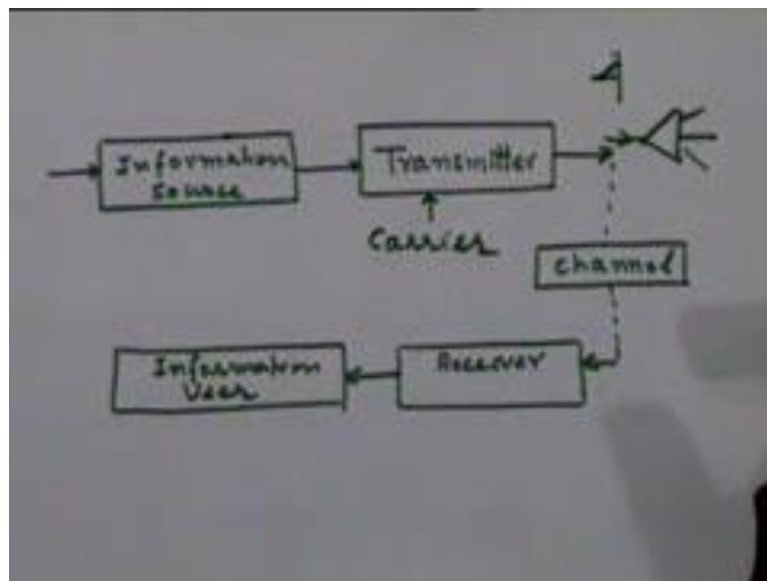 Information
Source
Transmitter
Carrier
Channel
Receiver
Information
User